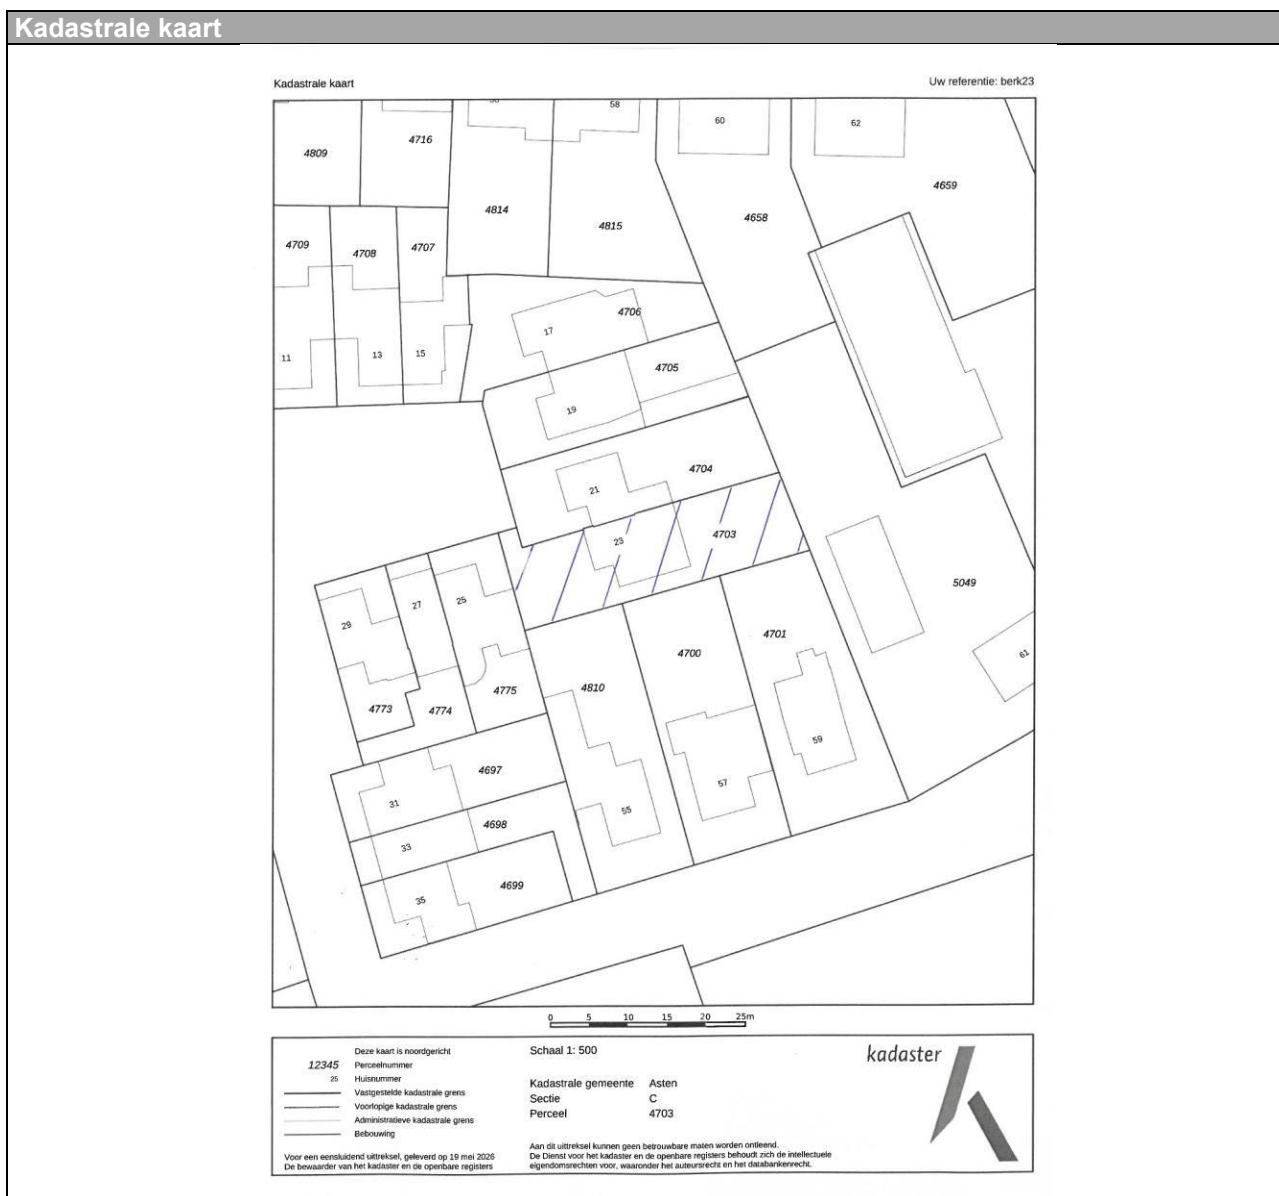 Kadastrale kaart
Kadastrale kaart
Uw referentie: berk23
58
60
62
4809
4716
4659
4814
4815
4658
4709
4708
4707
4706
17
11
13
15
4705
19
4704
21
4703
23
5049
29
27
25
4701
61
4700
4810
4775
4773
4774
59
4697
57
31
55
4698
33
4699
35
0 5 10 15 20 25m
Deze kaart is noordgericht
12345 Perceelnummer
25 Huisnummer
Vastgestelde kadastrale grens
Voorlopige kadastrale grens
Administratieve kadastrale grens
Bebouwing
Voor een eensluidend uittreksel, geleverd op 19 mei 2026
De bewaarder van het kadaster en de openbare registers
Schaal 1: 500
Kadastrale gemeente Asten
Sectie C
Perceel 4703
Aan dit uittreksel kunnen geen betrouwbare maten worden ontleend.
De Dienst voor het kadaster en de openbare registers behoudt zich de intellectuele
eigendomsrechten voor, waaronder het auteursrecht en het databankenrecht.
kadaster